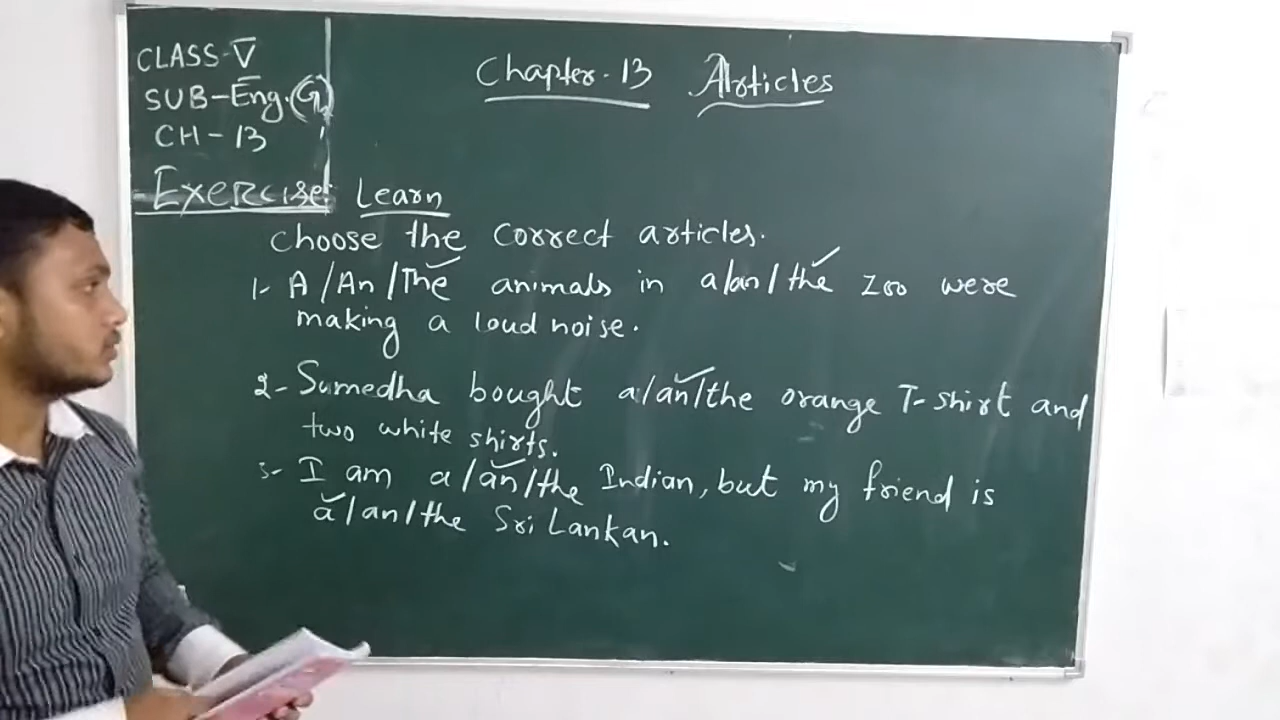 CLASS-V
SUB-Eng.(G)
CH-13
Chapter-13 Articles
Exercise: Learn
Choose the correct articles.
1- A/An/The animals in a/an/the zoo were
making a loud noise.
2- Sumedha bought a/an/the orange T-shirt and
two white shirts.
3- I am a/an/the Indian, but my friend is
a/an/the Sri Lankan.